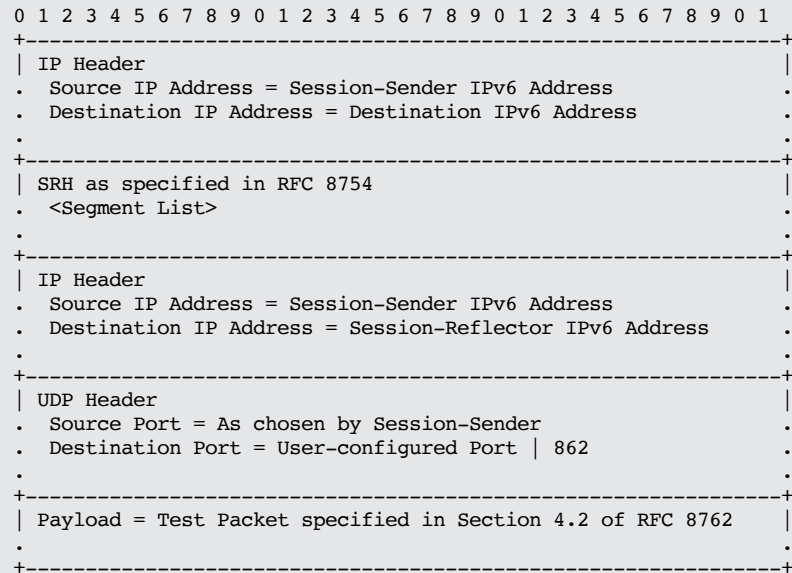 0 1 2 3 4 5 6 7 8 9 0 1 2 3 4 5 6 7 8 9 0 1 2 3 4 5 6 7 8 9 0 1
+---------------------------------------------------------------+
| IP Header                                                     |
.  Source IP Address = Session-Sender IPv6 Address              .
.  Destination IP Address = Destination IPv6 Address            .
.                                                               .
+---------------------------------------------------------------+
| SRH as specified in RFC 8754                                  |
.  <Segment List>                                               .
.                                                               .
+---------------------------------------------------------------+
| IP Header                                                     |
.  Source IP Address = Session-Sender IPv6 Address              .
.  Destination IP Address = Session-Reflector IPv6 Address      .
.                                                               .
+---------------------------------------------------------------+
| UDP Header                                                    |
.  Source Port = As chosen by Session-Sender                    .
.  Destination Port = User-configured Port | 862                .
.                                                               .
+---------------------------------------------------------------+
| Payload = Test Packet specified in Section 4.2 of RFC 8762    |
.                                                               .
+---------------------------------------------------------------+